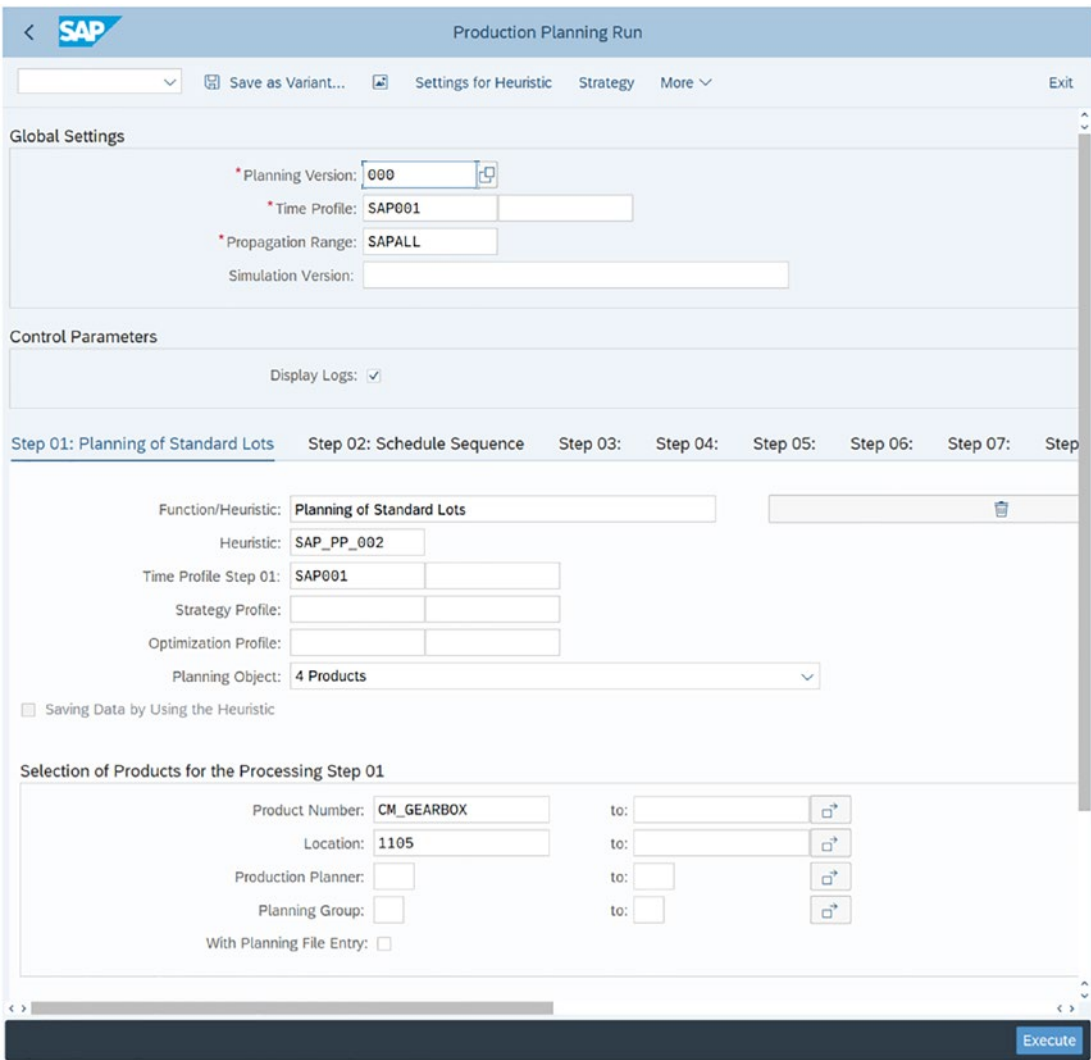 SAP Production Planning Run
Save as Variant... Settings for Heuristic Strategy More Exit
Global Settings
*Planning Version: 000
*Time Profile: SAP001
*Propagation Range: SAPALL
Simulation Version:
Control Parameters
Display Logs:
Step 01: Planning of Standard Lots Step 02: Schedule Sequence Step 03: Step 04: Step 05: Step 06: Step 07: Step
Function/Heuristic: Planning of Standard Lots
Heuristic: SAP_PP_002
Time Profile Step 01: SAP001
Strategy Profile:
Optimization Profile:
Planning Object: 4 Products
Saving Data by Using the Heuristic
Selection of Products for the Processing Step 01
Product Number: CM_GEARBOX to:
Location: 1105 to:
Production Planner: to:
Planning Group: to:
With Planning File Entry:
Execute